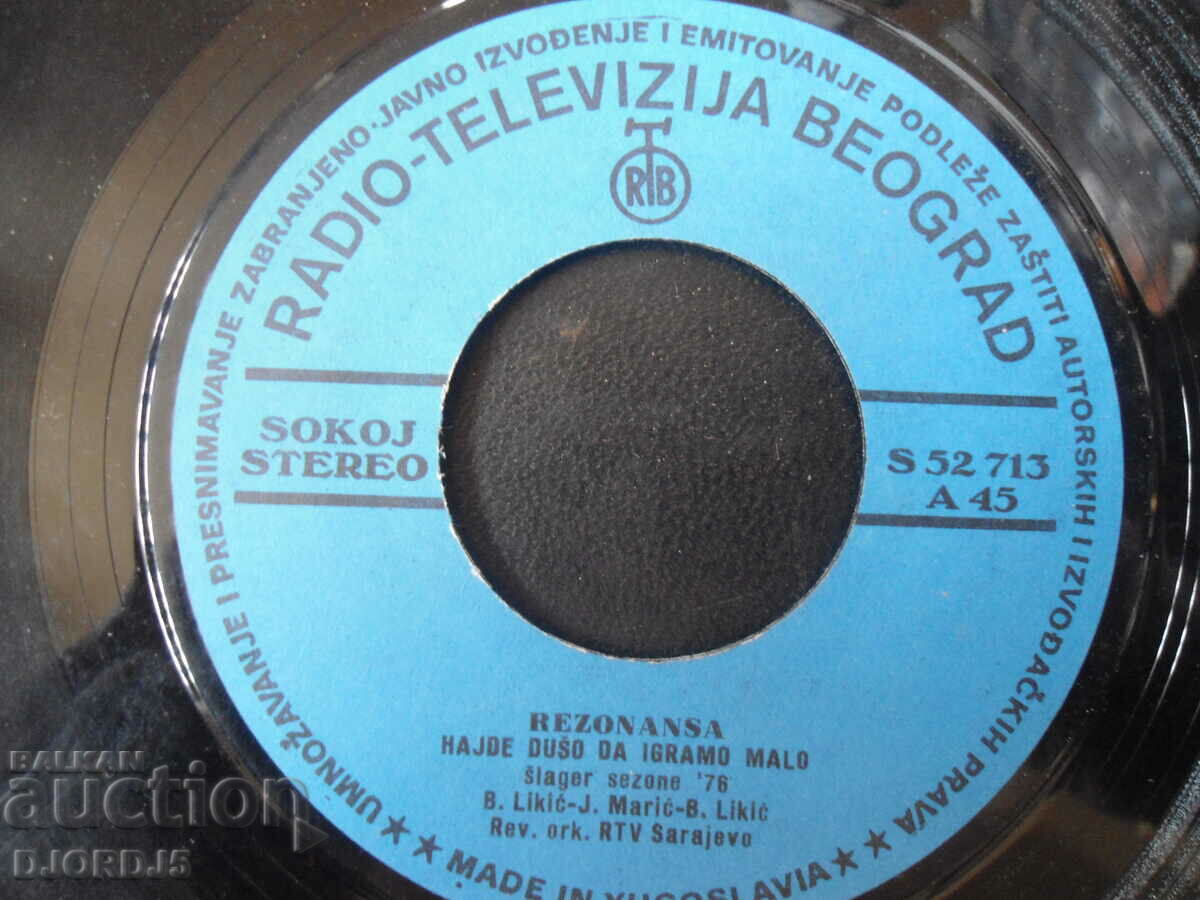 UMNOŽAVANJE I PRESNIMAVANJE ZABRANJENO · JAVNO IZVOĐENJE I EMITOVANJE PODLEŽE ZAŠTITI AUTORSKIH I IZVOĐAČKIH PRAVA
RADIO-TELEVIZIJA BEOGRAD
RTB
SOKOJ
STEREO
S 52 713
A 45
REZONANSA
HAJDE DUŠO DA IGRAMO MALO
šlager sezone '76
B. Likić-J. Marić-B. Likić
Rev. ork. RTV Sarajevo
★★ MADE IN YUGOSLAVIA ★★
BALKAN
auction
DJORDJ5